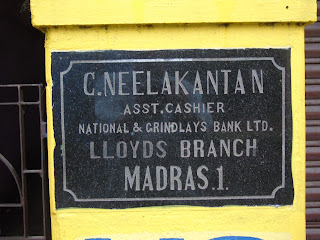 C.NEELAKANTAN
ASST.CASHIER
NATIONAL & GRINDLAYS BANK LTD.
LLOYDS BRANCH
MADRAS.1.